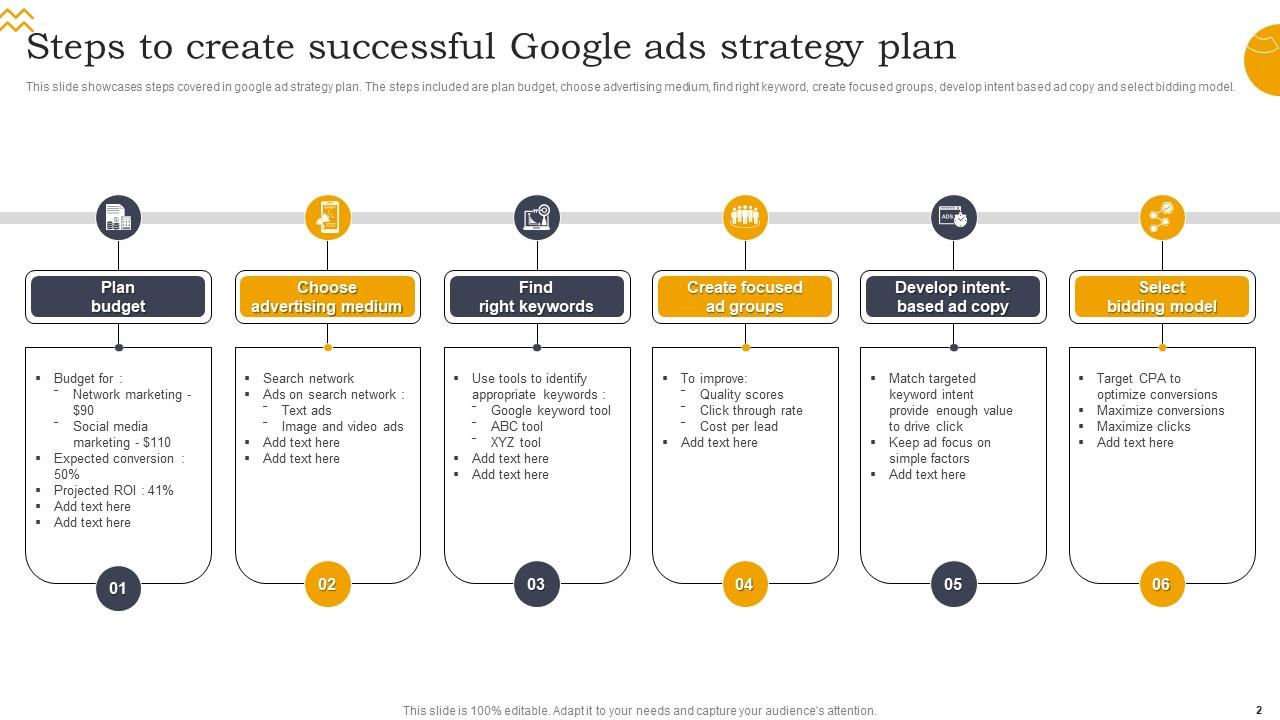 Steps to create successful Google ads strategy plan
This slide showcases steps covered in google ad strategy plan. The steps included are plan budget, choose advertising medium, find right keyword, create focused groups, develop intent based ad copy and select bidding model.
Plan
budget
▪ Budget for :
⁻ Network marketing -
$90
⁻ Social media
marketing - $110
▪ Expected conversion :
50%
▪ Projected ROI : 41%
▪ Add text here
▪ Add text here
01
Choose
advertising medium
▪ Search network
▪ Ads on search network :
⁻ Text ads
⁻ Image and video ads
▪ Add text here
▪ Add text here
02
Find
right keywords
▪ Use tools to identify
appropriate keywords :
⁻ Google keyword tool
⁻ ABC tool
⁻ XYZ tool
▪ Add text here
▪ Add text here
03
Create focused
ad groups
▪ To improve:
⁻ Quality scores
⁻ Click through rate
⁻ Cost per lead
▪ Add text here
04
ADS
Develop intent-
based ad copy
▪ Match targeted
keyword intent
provide enough value
to drive click
▪ Keep ad focus on
simple factors
▪ Add text here
05
Select
bidding model
▪ Target CPA to
optimize conversions
▪ Maximize conversions
▪ Maximize clicks
▪ Add text here
06
This slide is 100% editable. Adapt it to your needs and capture your audience's attention.
2